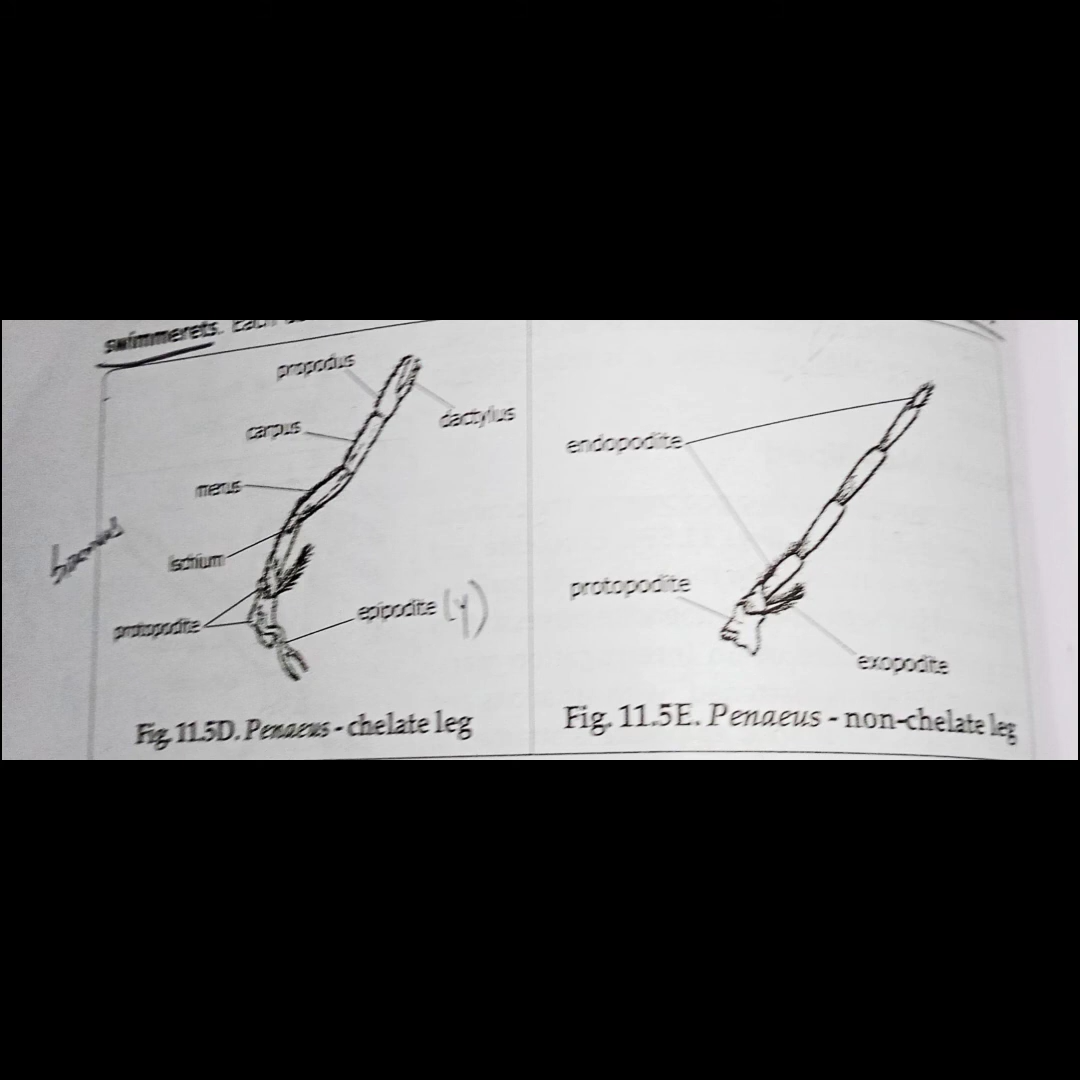 swimmerets. Each
propodus
dactylus
carpus
merus
ischium
protopodite
epipodite (y)
Fig. 11.5D. Penaeus - chelate leg
endopodite
protopodite
exopodite
Fig. 11.5E. Penaeus - non-chelate leg